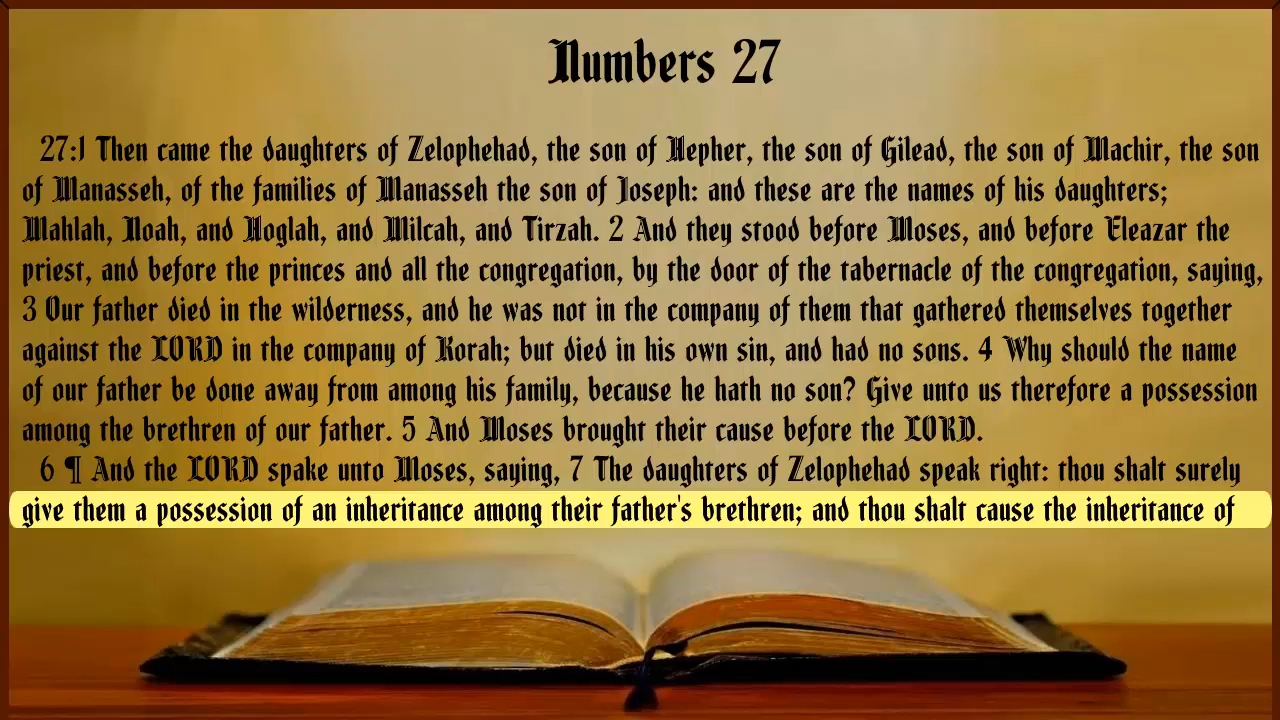 Numbers 27
27:1 Then came the daughters of Zelophehad, the son of Hepher, the son of Gilead, the son of Machir, the son
of Manasseh, of the families of Manasseh the son of Joseph: and these are the names of his daughters;
Mahlah, Noah, and Hoglah, and Milcah, and Tirzah. 2 And they stood before Moses, and before Eleazar the
priest, and before the princes and all the congregation, by the door of the tabernacle of the congregation, saying,
3 Our father died in the wilderness, and he was not in the company of them that gathered themselves together
against the LORD in the company of Korah; but died in his own sin, and had no sons. 4 Why should the name
of our father be done away from among his family, because he hath no son? Give unto us therefore a possession
among the brethren of our father. 5 And Moses brought their cause before the LORD.
6 ¶ And the LORD spake unto Moses, saying, 7 The daughters of Zelophehad speak right: thou shalt surely
give them a possession of an inheritance among their father's brethren; and thou shalt cause the inheritance of